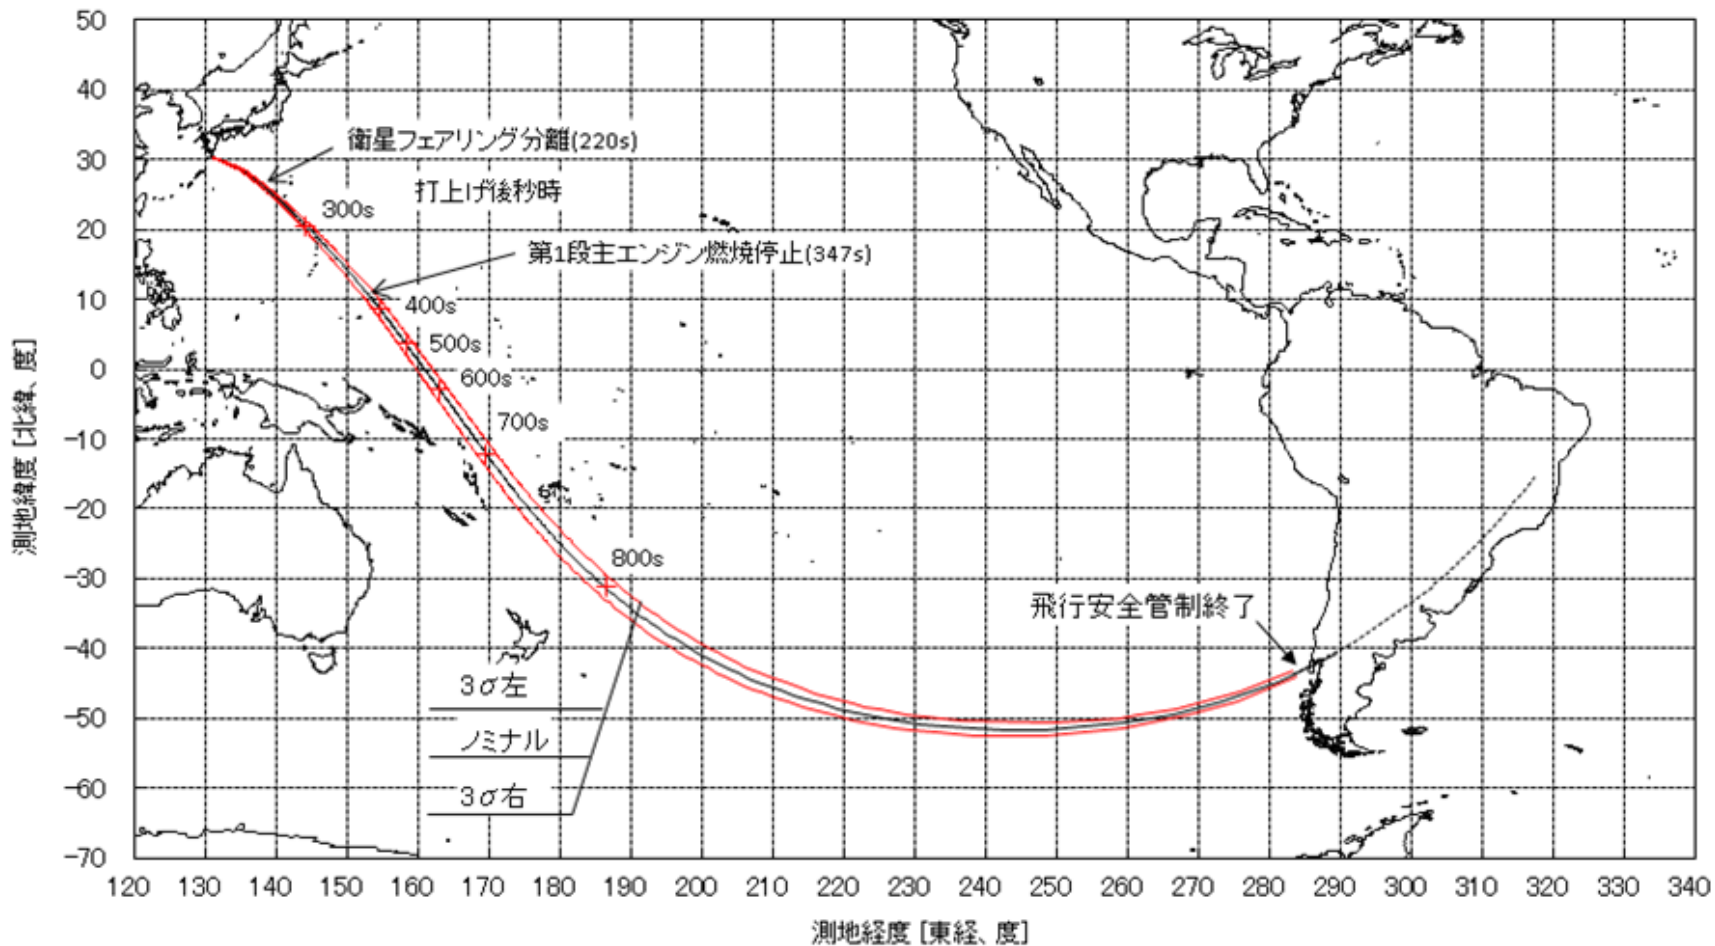 50
40
30
20
10
0
-10
-20
-30
-40
-50
-60
-70
測地緯度 [北緯、度]
衛星フェアリング分離(220s)
打上げ後秒時
300s
第1段主エンジン燃焼停止(347s)
400s
500s
600s
700s
800s
飛行安全管制終了
3σ左
ノミナル
3σ右
120 130 140 150 160 170 180 190 200 210 220 230 240 250 260 270 280 290 300 310 320 330 340
測地経度 [東経、度]